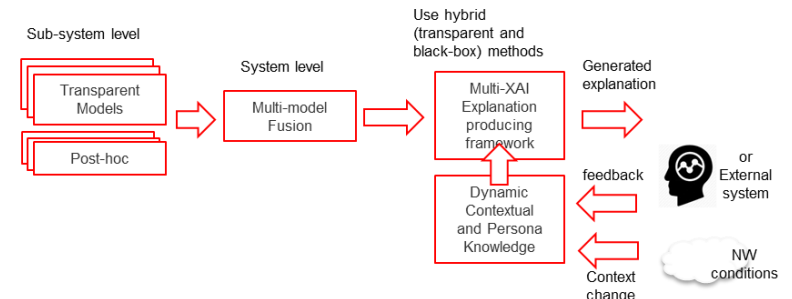 Sub-system level
Transparent
Models
Post-hoc
System level
Multi-model
Fusion
Use hybrid
(transparent and
black-box) methods
Multi-XAI
Explanation
producing
framework
Dynamic
Contextual
and Persona
Knowledge
Generated
explanation
feedback
or
External
system
NW
conditions
Context
change